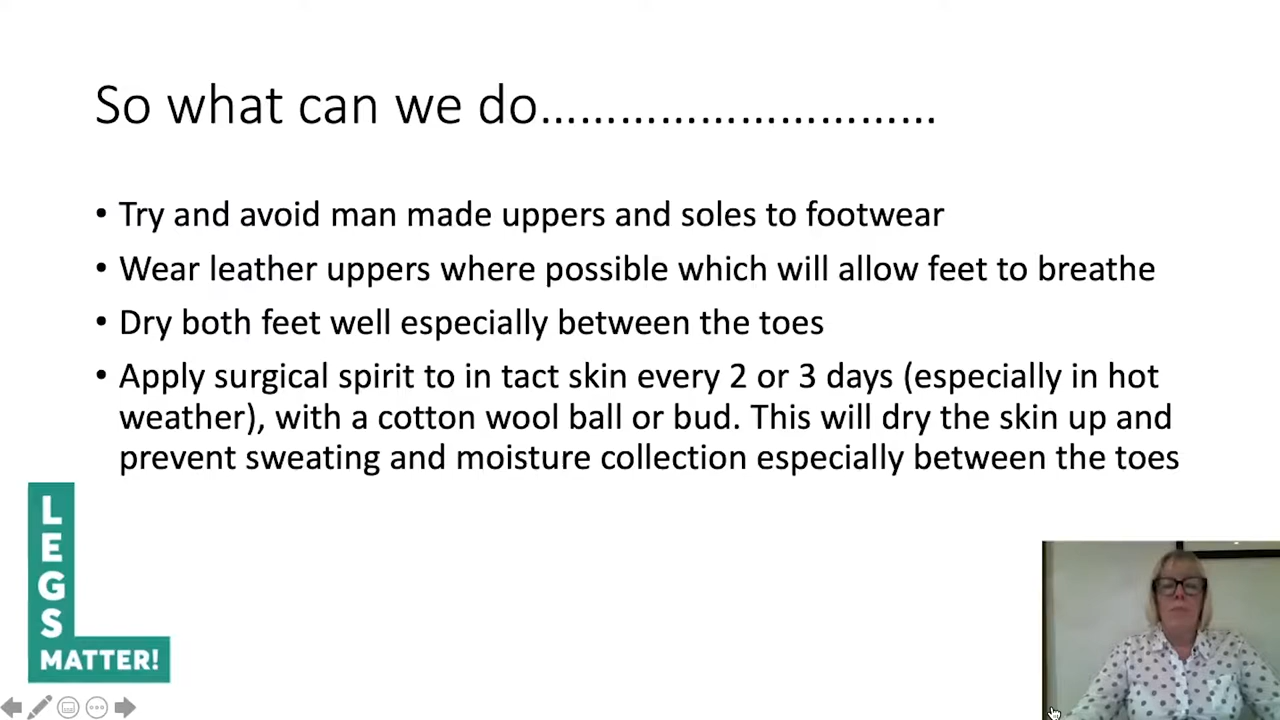 So what can we do..............................
• Try and avoid man made uppers and soles to footwear
• Wear leather uppers where possible which will allow feet to breathe
• Dry both feet well especially between the toes
• Apply surgical spirit to in tact skin every 2 or 3 days (especially in hot
weather), with a cotton wool ball or bud. This will dry the skin up and
prevent sweating and moisture collection especially between the toes
LEGS
MATTER!